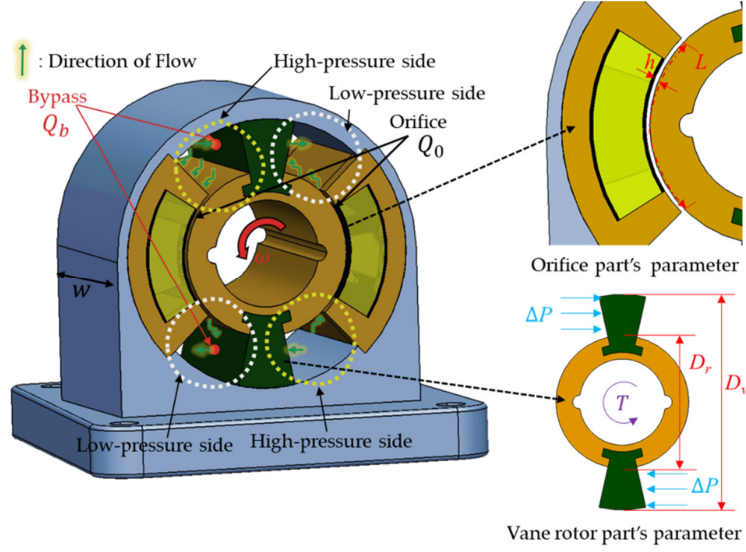 : Direction of Flow
High-pressure side
Low-pressure side
Bypass
Q_b
Orifice
Q_0
ω
w
Low-pressure side
High-pressure side
h
L
Orifice part's parameter
ΔP
D_r
D_v
T
ΔP
Vane rotor part's parameter